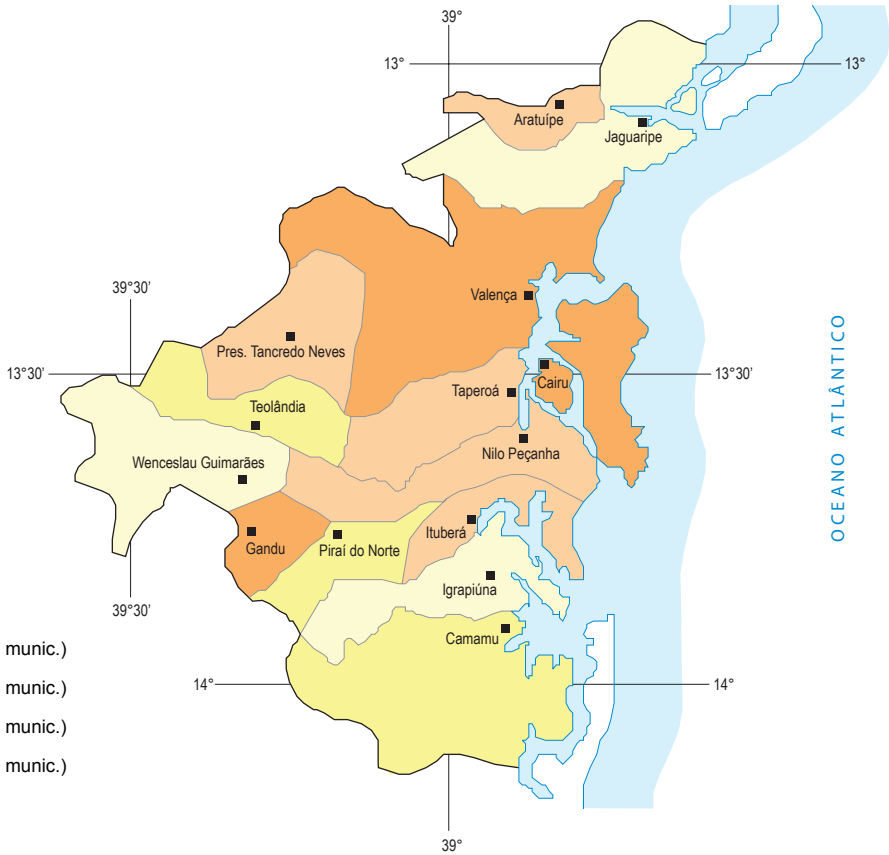 39°
13°
13°
Aratuípe
Jaguaripe
Valença
39°30'
Pres. Tancredo Neves
13°30'
13°30'
Cairu
Taperoá
Teolândia
Nilo Peçanha
Wenceslau Guimarães
Ituberá
Gandu
Piraí do Norte
Igrapiúna
39°30'
Camamu
munic.)
14°
14°
munic.)
munic.)
munic.)
39°
OCEANO ATLÂNTICO